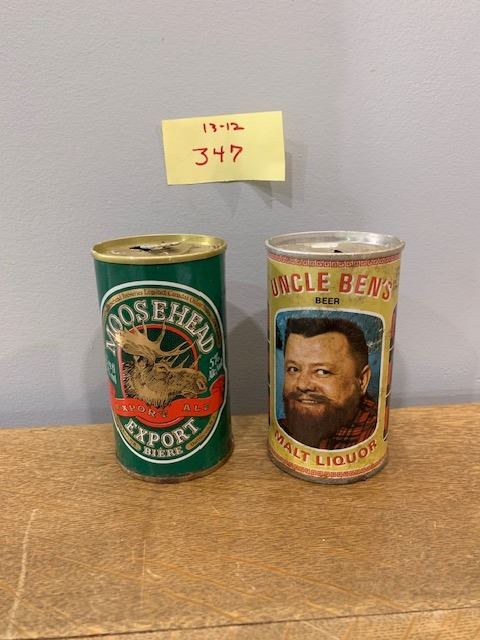 13-12
347
MOOSEHEAD
EXPORT ALE
EXPORT
BIÈRE
UNCLE BEN'S
BEER
MALT LIQUOR